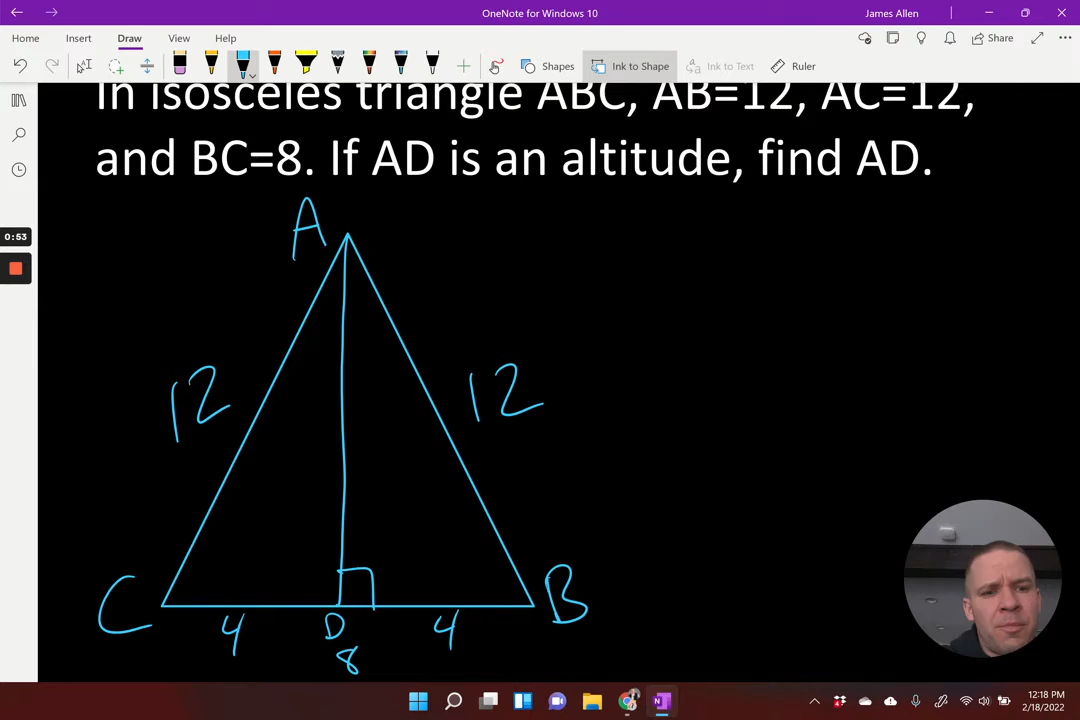 OneNote for Windows 10
James Allen
Home Insert Draw View Help
Share
Shapes
Ink to Shape
Ink to Text
Ruler
In isosceles triangle ABC, AB=12, AC=12,
and BC=8. If AD is an altitude, find AD.
0:53
A
12 12
C B
4 D 4
8
12:18 PM
2/18/2022